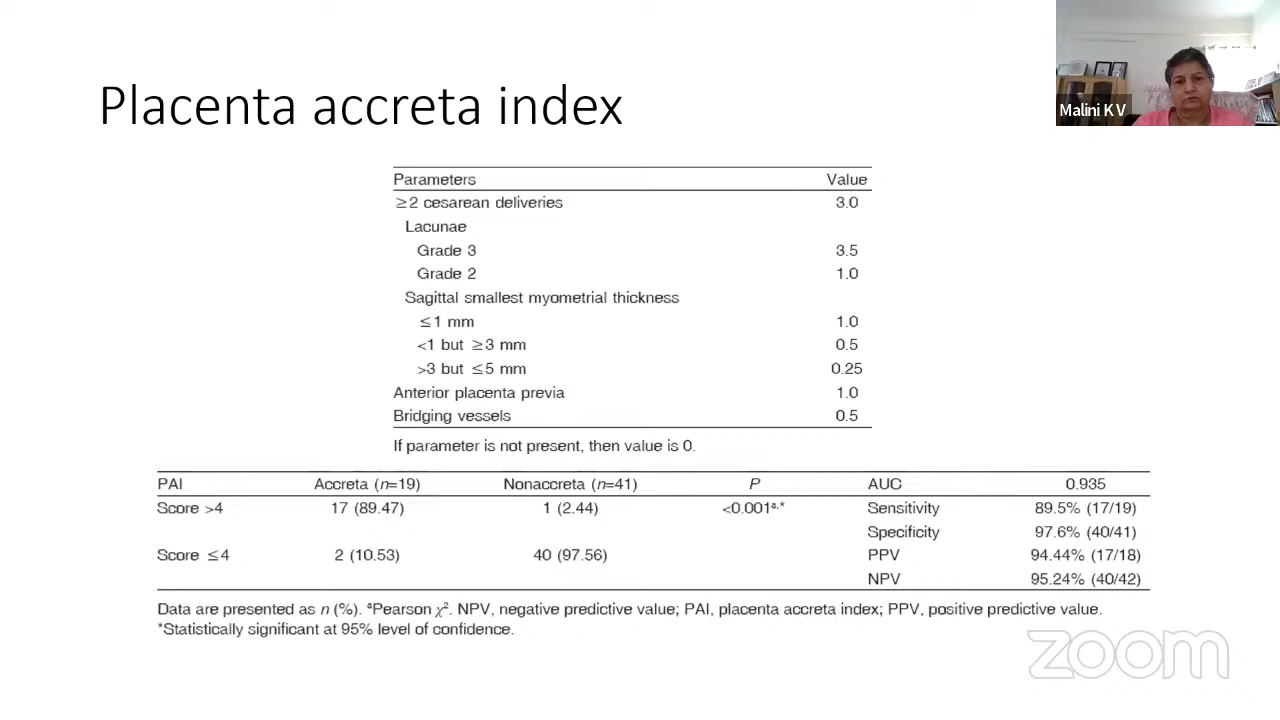 Placenta accreta index
Malini K V
Parameters Value
≥2 cesarean deliveries 3.0
Lacunae
Grade 3 3.5
Grade 2 1.0
Sagittal smallest myometrial thickness
≤1 mm 1.0
<1 but ≥3 mm 0.5
>3 but ≤5 mm 0.25
Anterior placenta previa 1.0
Bridging vessels 0.5
If parameter is not present, then value is 0.
PAI Accreta (n=19) Nonaccreta (n=41) P AUC 0.935
Score >4 17 (89.47) 1 (2.44) <0.001ᵃ·* Sensitivity 89.5% (17/19)
Specificity 97.6% (40/41)
Score ≤4 2 (10.53) 40 (97.56) PPV 94.44% (17/18)
NPV 95.24% (40/42)
Data are presented as n (%). ᵃPearson χ². NPV, negative predictive value; PAI, placenta accreta index; PPV, positive predictive value.
*Statistically significant at 95% level of confidence.
zoom